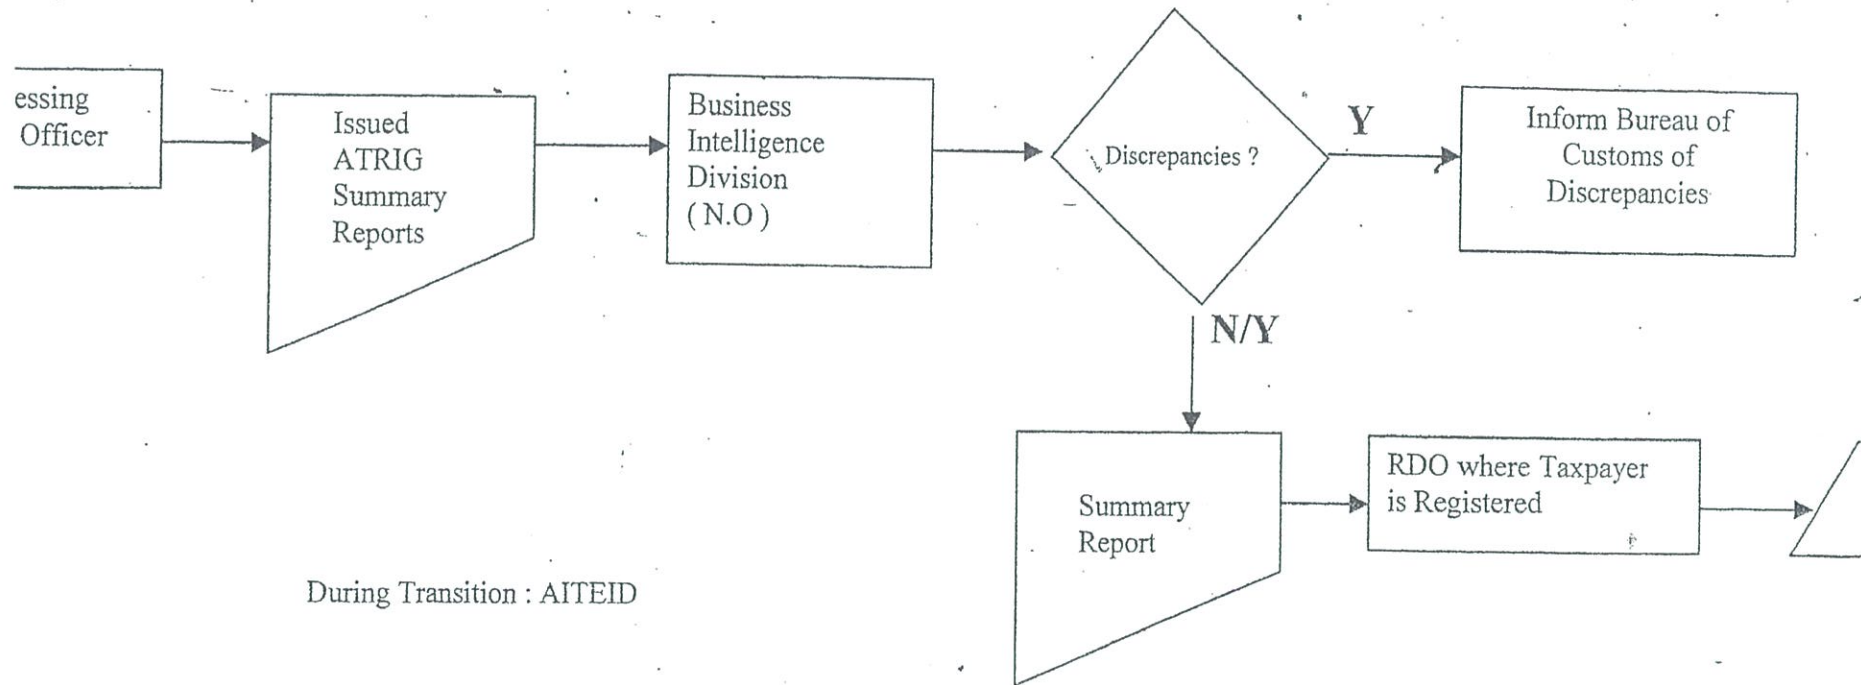 essing
Officer
Issued
ATRIG
Summary
Reports
Business
Intelligence
Division
( N.O )
Discrepancies ?
Y
Inform Bureau of
Customs of
Discrepancies
N/Y
Summary
Report
RDO where Taxpayer
is Registered
During Transition : AITEID